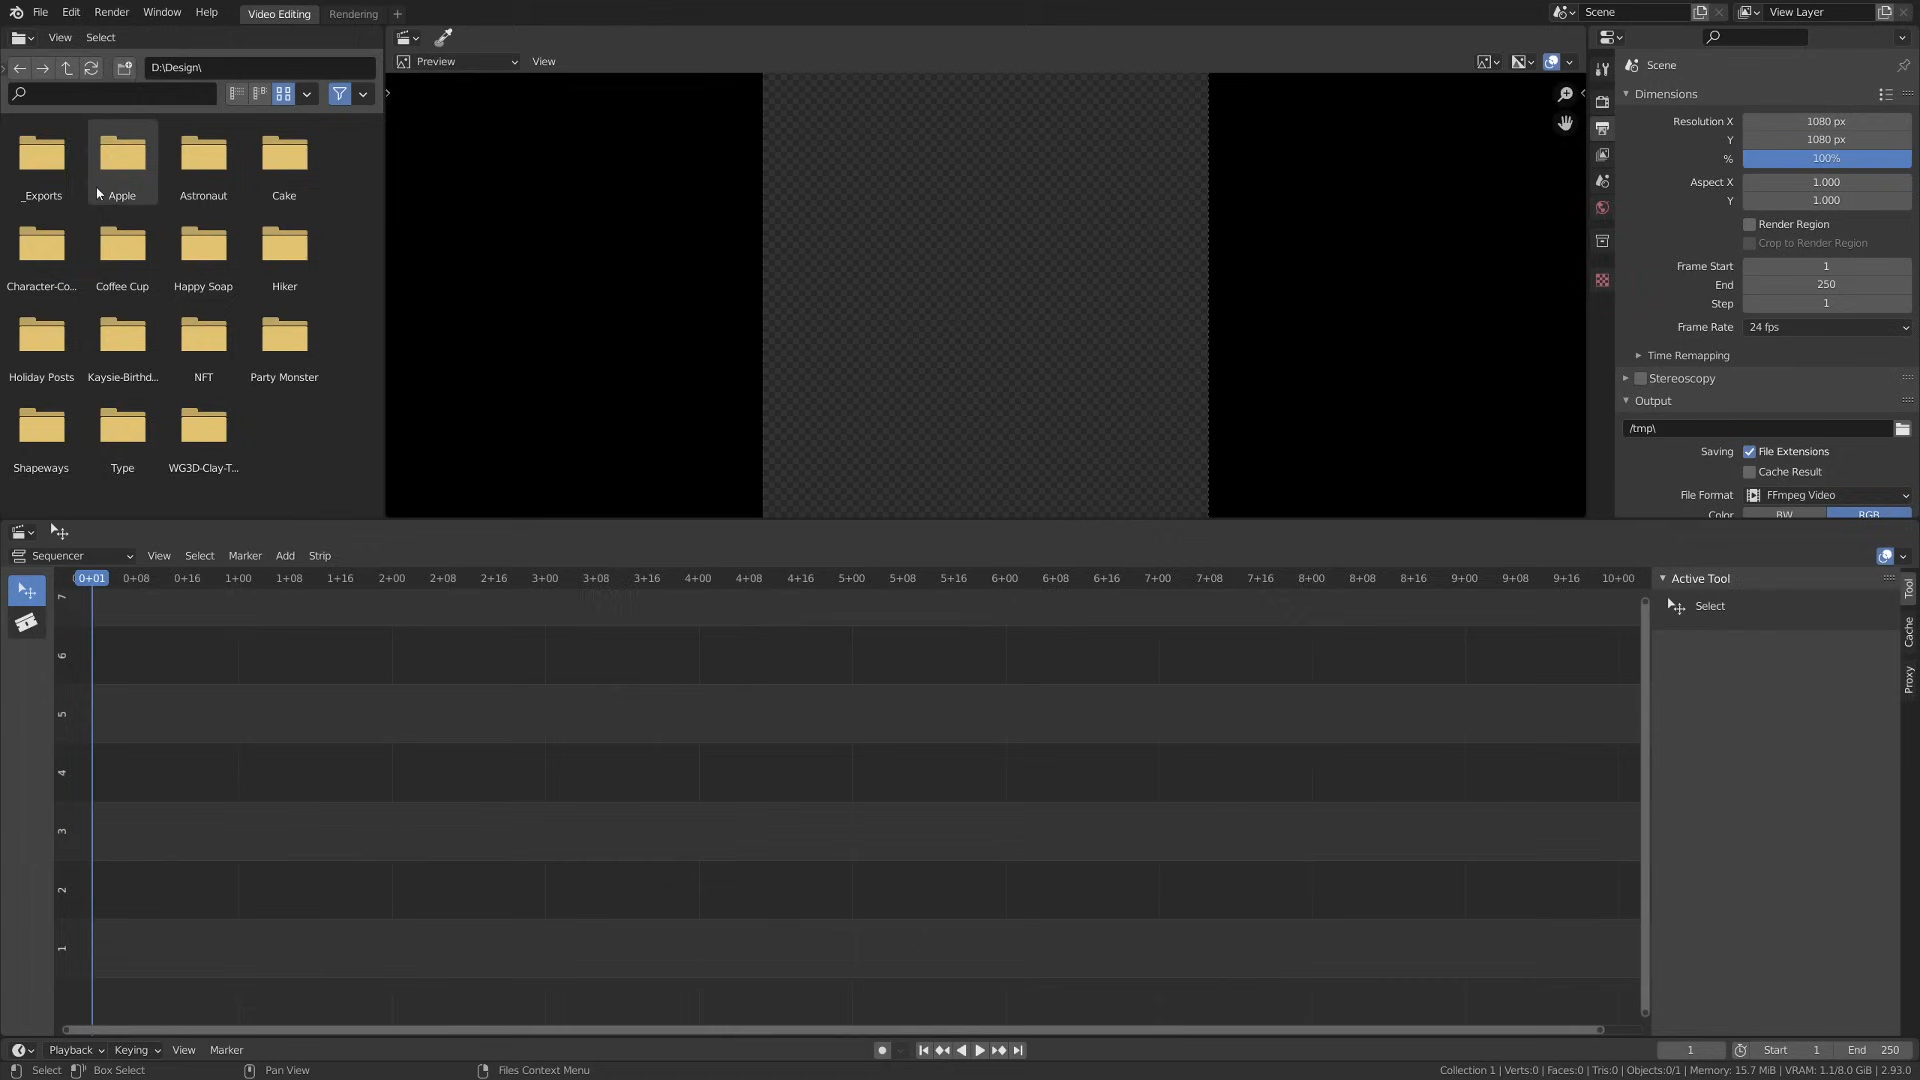 File Edit Render Window Help Video Editing Rendering + Scene View Layer
View Select
D:\Design\
Preview View
Scene
Dimensions
Resolution X 1080 px
Y 1080 px
% 100%
Aspect X 1.000
Y 1.000
Render Region
Crop to Render Region
Frame Start 1
End 250
Step 1
Frame Rate 24 fps
Time Remapping
Stereoscopy
Output
/tmp\
Saving File Extensions
Cache Result
File Format FFmpeg Video
Color BW RGB
_Exports Apple Astronaut Cake
Character-Co... Coffee Cup Happy Soap Hiker
Holiday Posts Kaysie-Birthd... NFT Party Monster
Shapeways Type WG3D-Clay-T...
Sequencer View Select Marker Add Strip
0+01 0+08 0+16 1+00 1+08 1+16 2+00 2+08 2+16 3+00 3+08 3+16 4+00 4+08 4+16 5+00 5+08 5+16 6+00 6+08 6+16 7+00 7+08 7+16 8+00 8+08 8+16 9+00 9+08 9+16 10+00
7
6
5
4
3
2
1
Active Tool
Select
Tool
Cache
Proxy
Playback Keying View Marker 1 Start 1 End 250
Select Box Select Pan View Files Context Menu Collection 1 | Verts:0 | Faces:0 | Tris:0 | Objects:0/1 | Memory: 15.7 MiB | VRAM: 1.1/8.0 GiB | 2.93.0